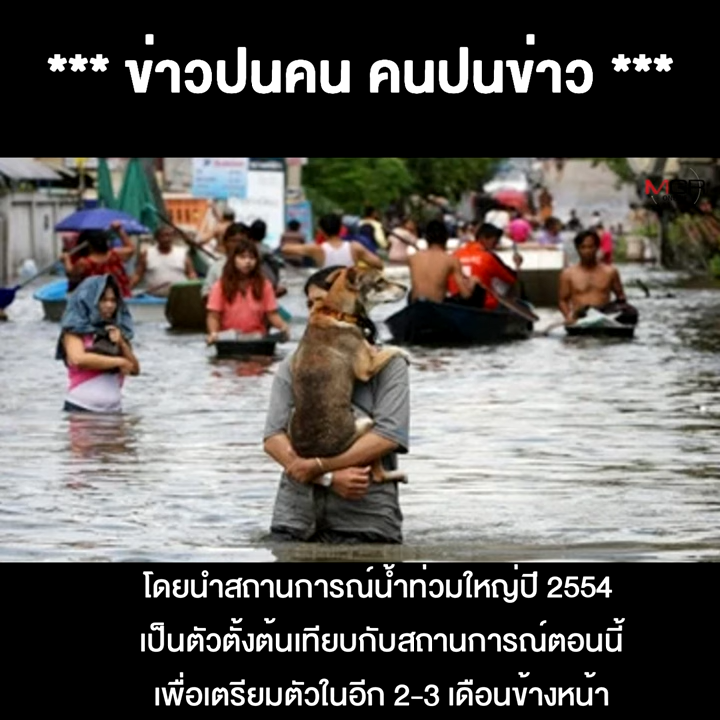 *** ข่าวปนคน คนปนข่าว ***
โดยนำสถานการณ์น้ำท่วมใหญ่ปี 2554
เป็นตัวตั้งต้นเทียบกับสถานการณ์ตอนนี้
เพื่อเตรียมตัวในอีก 2-3 เดือนข้างหน้า